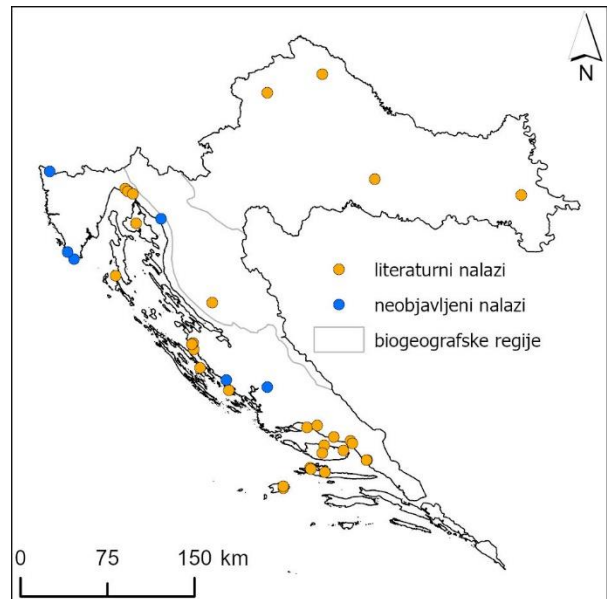 N
literaturni nalazi
neobjavljeni nalazi
biogeografske regije
0 75 150 km